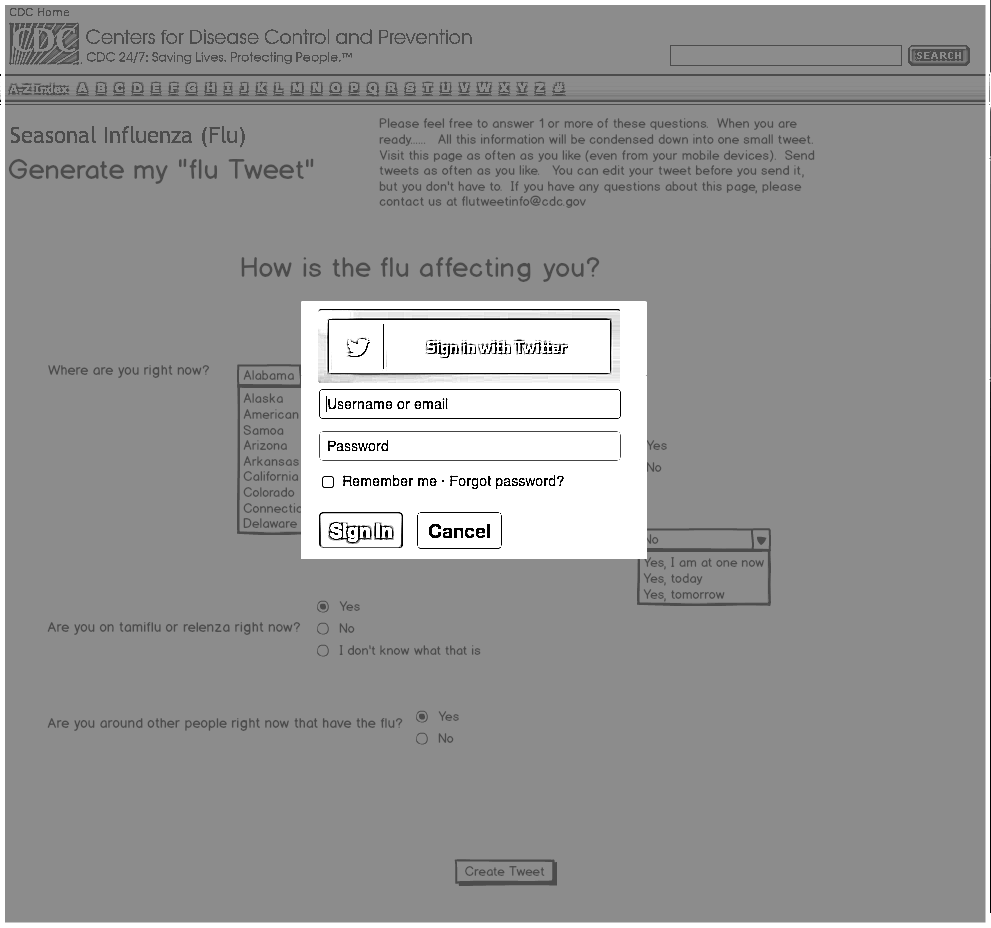 CDC Home
CDC Centers for Disease Control and Prevention
CDC 24/7: Saving Lives. Protecting People.™
SEARCH
A-Z Index A B C D E F G H I J K L M N O P Q R S T U V W X Y Z #
Seasonal Influenza (Flu)
Generate my "flu Tweet"
Please feel free to answer 1 or more of these questions. When you are
ready..... All this information will be condensed down into one small tweet.
Visit this page as often as you like (even from your mobile devices). Send
tweets as often as you like. You can edit your tweet before you send it,
but you don't have to. If you have any questions about this page, please
contact us at flutweetinfo@cdc.gov
How is the flu affecting you?
Sign in with Twitter
Username or email
Password
Remember me · Forgot password?
Sign In Cancel
Where are you right now?
Alabama
Alaska
American
Samoa
Arizona
Arkansas
California
Colorado
Connectic
Delaware
Yes
No
No
Yes, I am at one now
Yes, today
Yes, tomorrow
Are you on tamiflu or relenza right now?
Yes
No
I don't know what that is
Are you around other people right now that have the flu?
Yes
No
Create Tweet